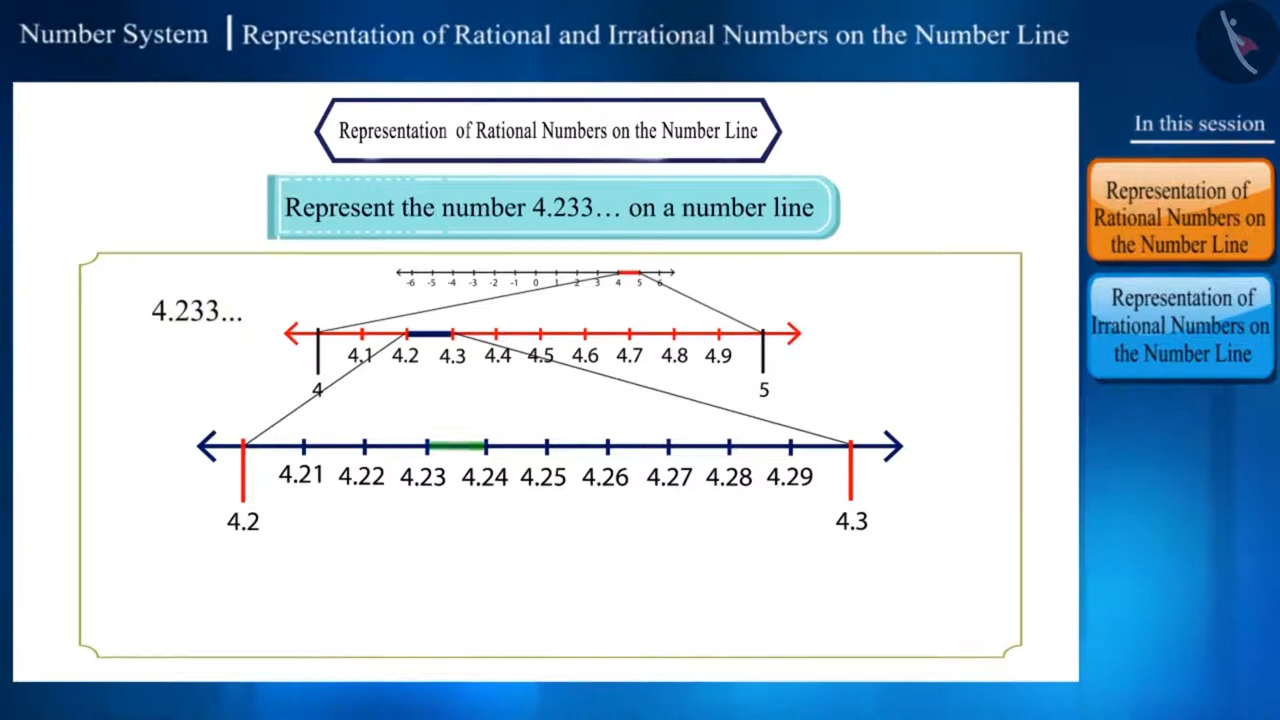 Number System | Representation of Rational and Irrational Numbers on the Number Line
In this session
Representation of Rational Numbers on the Number Line
Representation of
Rational Numbers on
the Number Line
Represent the number 4.233... on a number line
Representation of
Irrational Numbers on
the Number Line
-6 -5 -4 -3 -2 -1 0 1 2 3 4 5 6
4.233...
4.1 4.2 4.3 4.4 4.5 4.6 4.7 4.8 4.9
4 5
4.21 4.22 4.23 4.24 4.25 4.26 4.27 4.28 4.29
4.2 4.3